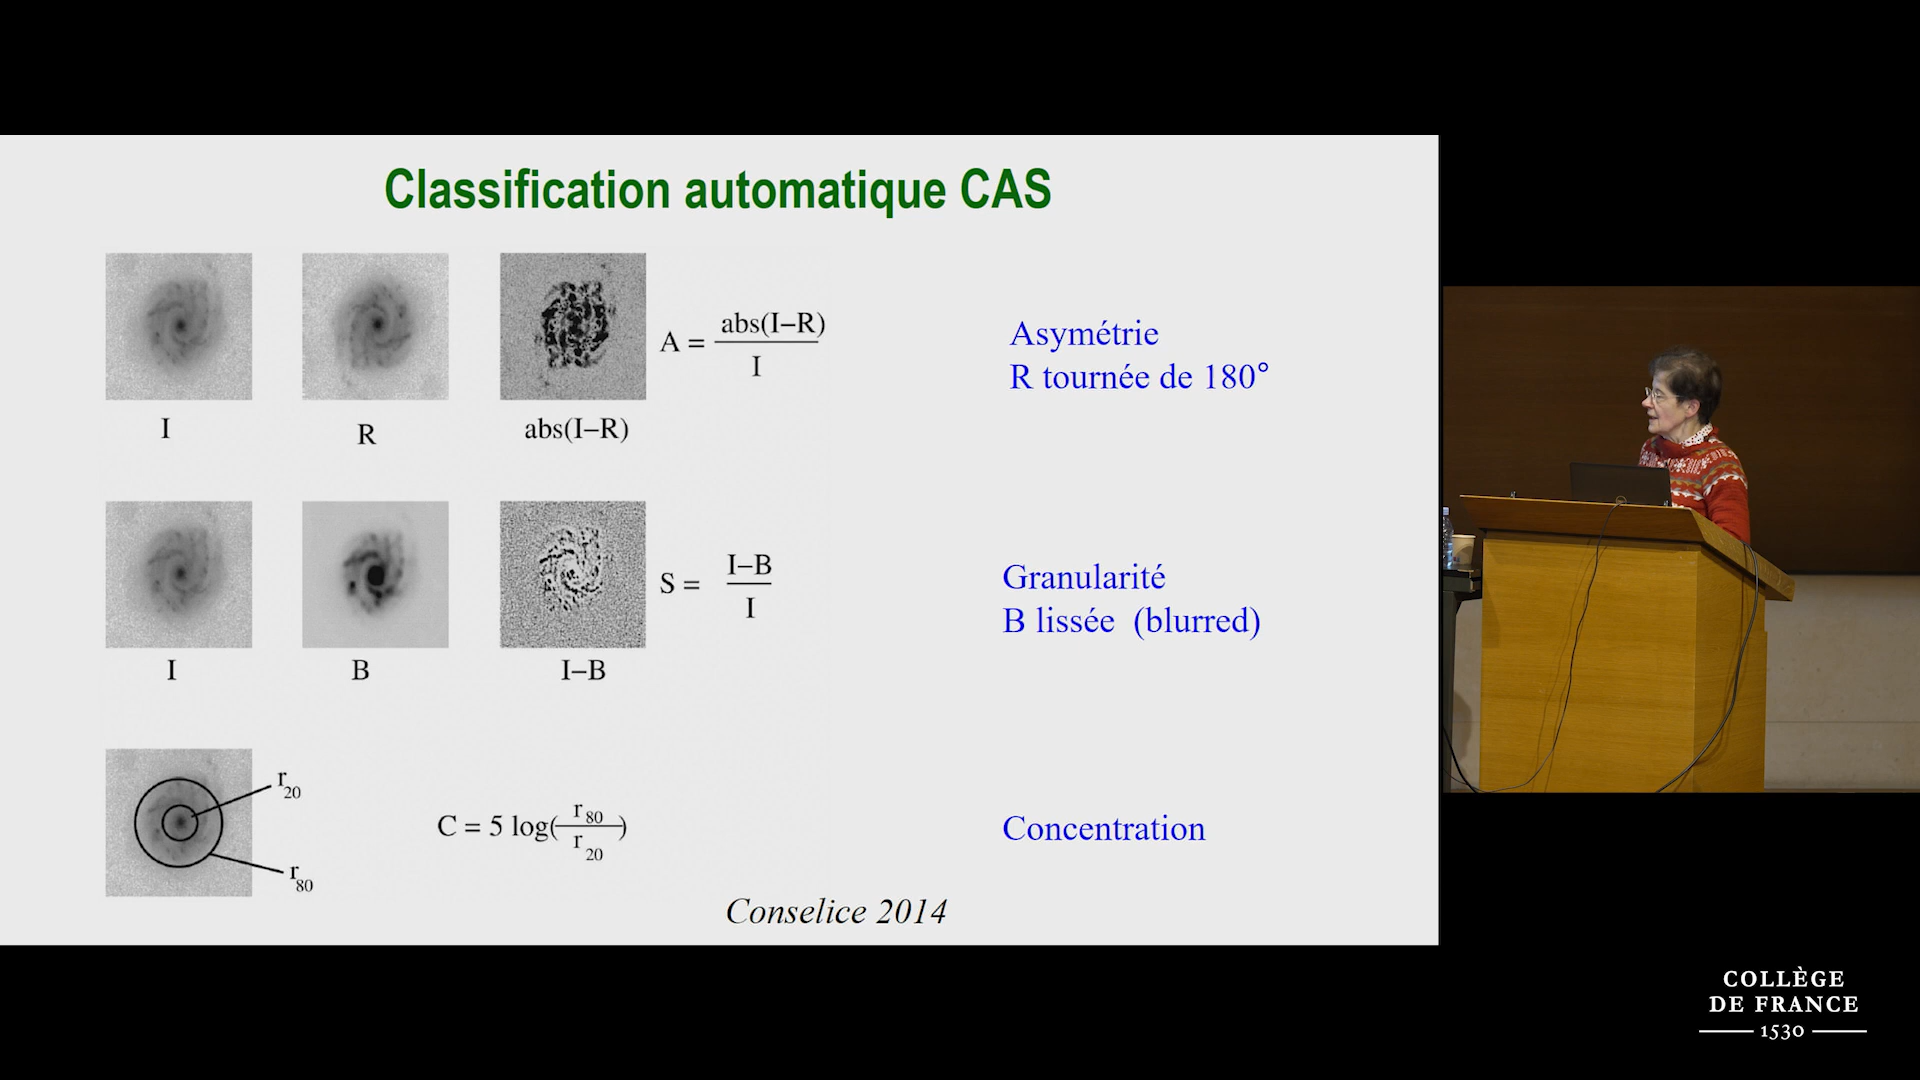 Classification automatique CAS
I
R
abs(I–R)
A = abs(I–R) / I
Asymétrie
R tournée de 180°
I
B
I–B
S = I–B / I
Granularité
B lissée (blurred)
r20
r80
C = 5 log( r80 / r20 )
Concentration
Conselice 2014
COLLÈGE
DE FRANCE
1530